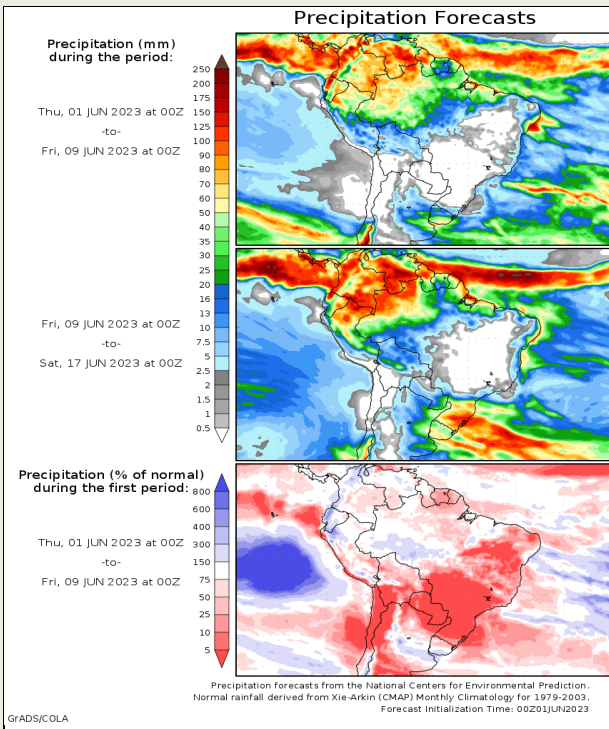 Precipitation Forecasts
Precipitation (mm)
during the period:
Thu, 01 JUN 2023 at 00Z
-to-
Fri, 09 JUN 2023 at 00Z
250
200
175
150
125
100
90
80
70
60
50
40
35
30
25
20
16
13
10
7.5
5
2.5
2
1.5
1
0.5
Fri, 09 JUN 2023 at 00Z
-to-
Sat, 17 JUN 2023 at 00Z
Precipitation (% of normal)
during the first period:
Thu, 01 JUN 2023 at 00Z
-to-
Fri, 09 JUN 2023 at 00Z
800
600
400
300
150
75
50
25
10
5
Precipitation forecasts from the National Centers for Environmental Prediction.
Normal rainfall derived from Xie-Arkin (CMAP) Monthly Climatology for 1979-2003.
Forecast Initialization Time: 00Z01JUN2023
GrADS/COLA